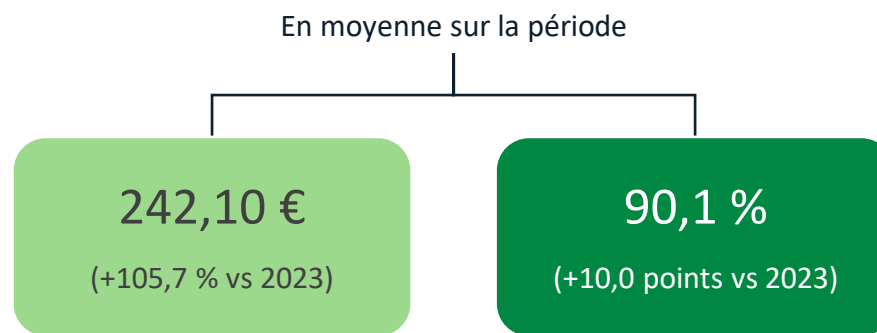 En moyenne sur la période
242,10 €
(+105,7 % vs 2023)
90,1 %
(+10,0 points vs 2023)